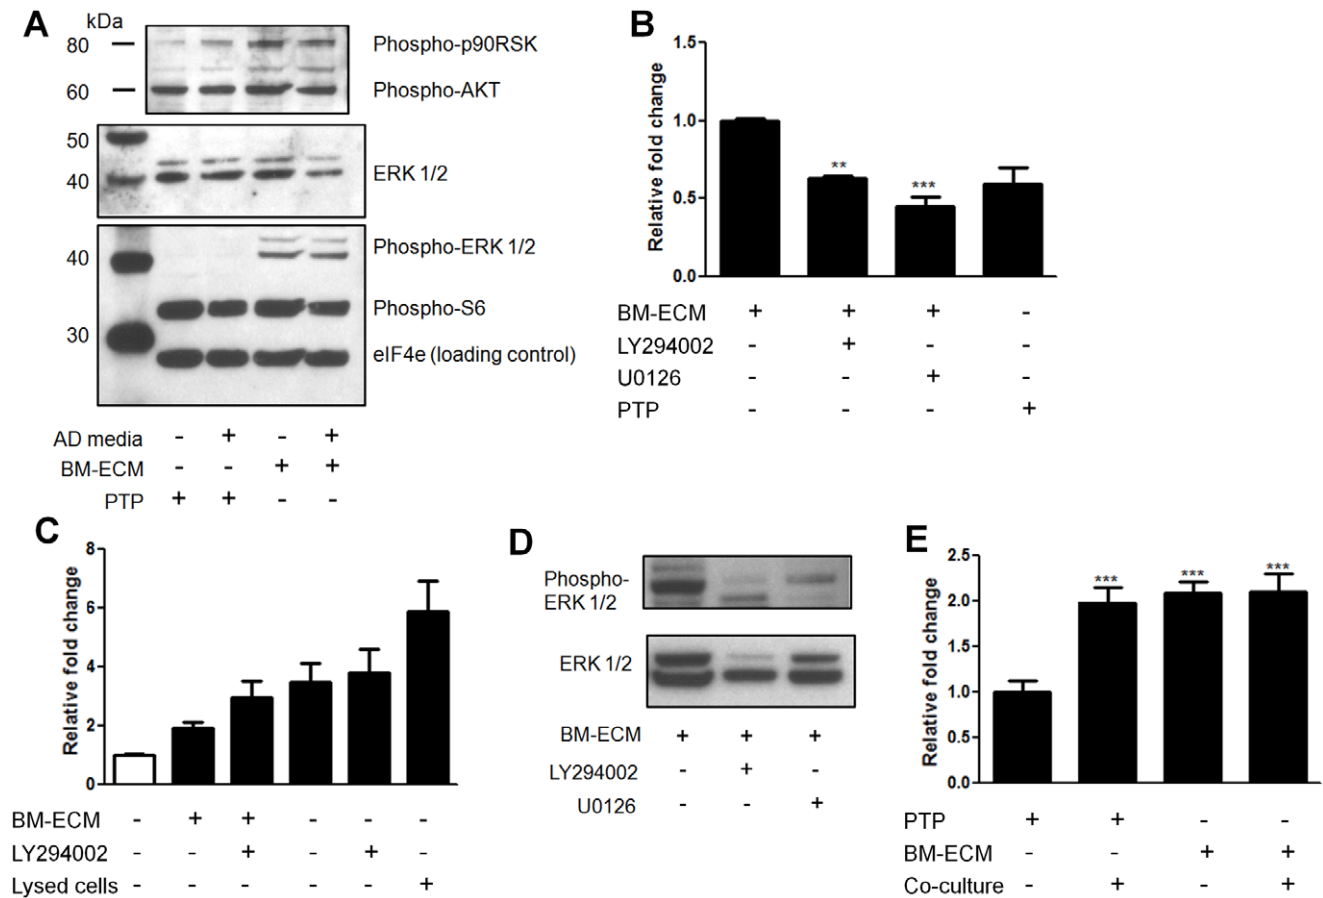 A
kDa
80
60
Phospho-p90RSK
Phospho-AKT
50
40
ERK 1/2
40
30
Phospho-ERK 1/2
Phospho-S6
eIF4e (loading control)
AD media - + - +
BM-ECM - - + +
PTP + + - -
B
Relative fold change
1.5
1.0
0.5
0.0
** ***
BM-ECM + + + -
LY294002 - + - -
U0126 - - + -
PTP - - - +
C
Relative fold change
8
6
4
2
0
BM-ECM - + + - - -
LY294002 - - + - + -
Lysed cells - - - - - +
D
Phospho-
ERK 1/2
ERK 1/2
BM-ECM + + +
LY294002 - + -
U0126 - - +
E
Relative fold change
2.5
2.0
1.5
1.0
0.5
0.0
*** *** ***
PTP + + - -
BM-ECM - - + +
Co-culture - + - +